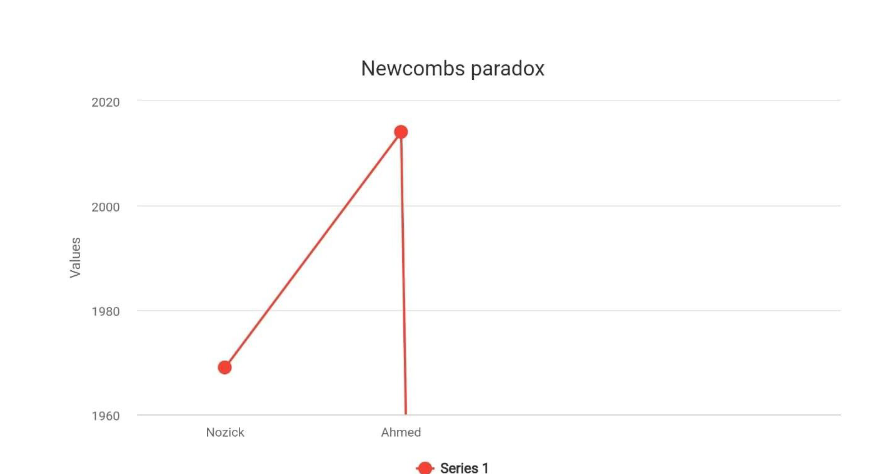 Newcombs paradox
2020
2000
Values
1980
1960
Nozick Ahmed
Series 1